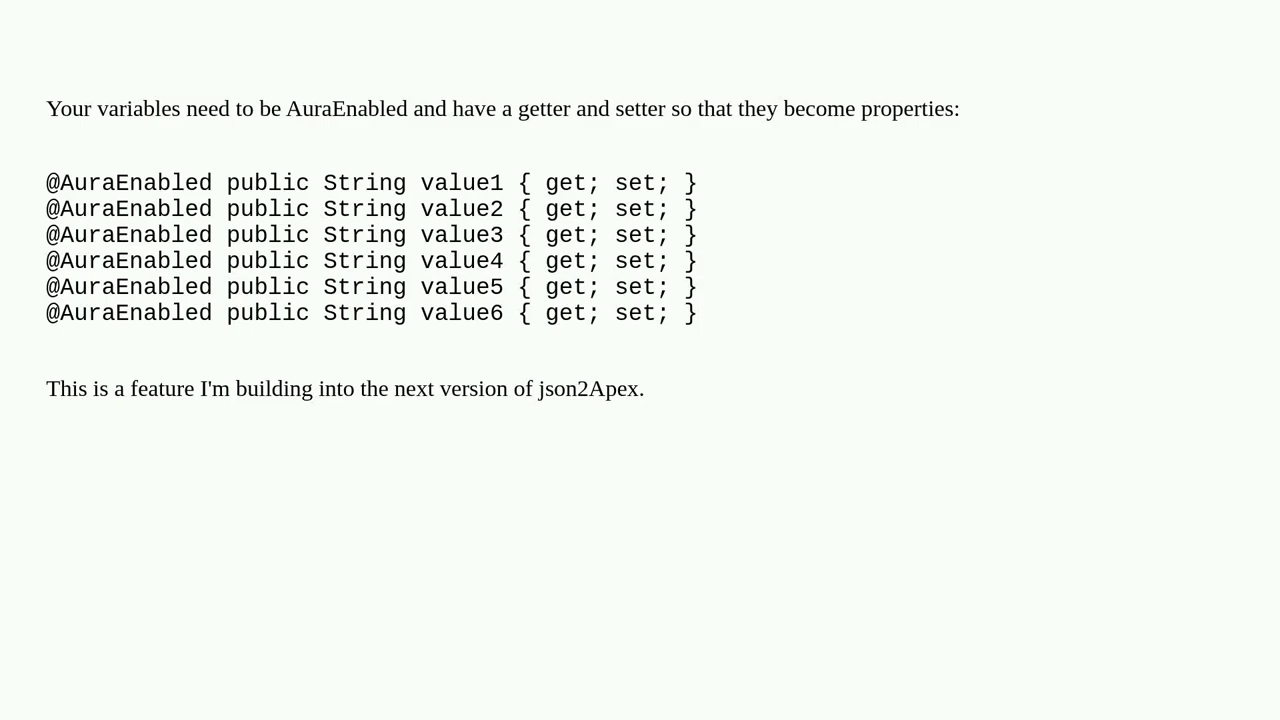 Your variables need to be AuraEnabled and have a getter and setter so that they become properties:
@AuraEnabled public String value1 { get; set; }
@AuraEnabled public String value2 { get; set; }
@AuraEnabled public String value3 { get; set; }
@AuraEnabled public String value4 { get; set; }
@AuraEnabled public String value5 { get; set; }
@AuraEnabled public String value6 { get; set; }
This is a feature I'm building into the next version of json2Apex.